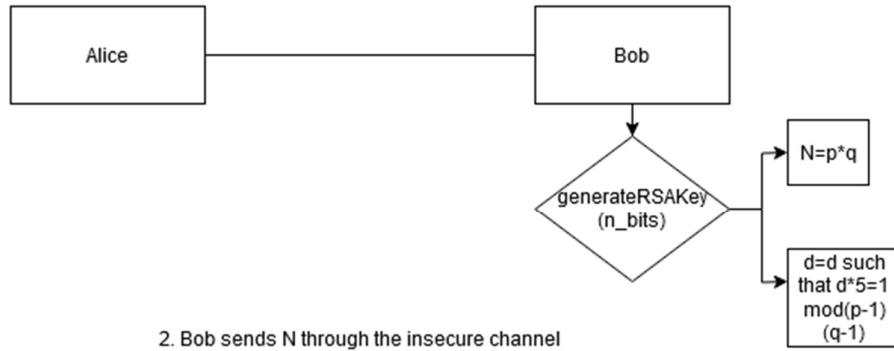 Alice
Bob
generateRSAKey
(n_bits)
N=p*q
d=d such
that d*5=1
mod(p-1)
(q-1)
2. Bob sends N through the insecure channel